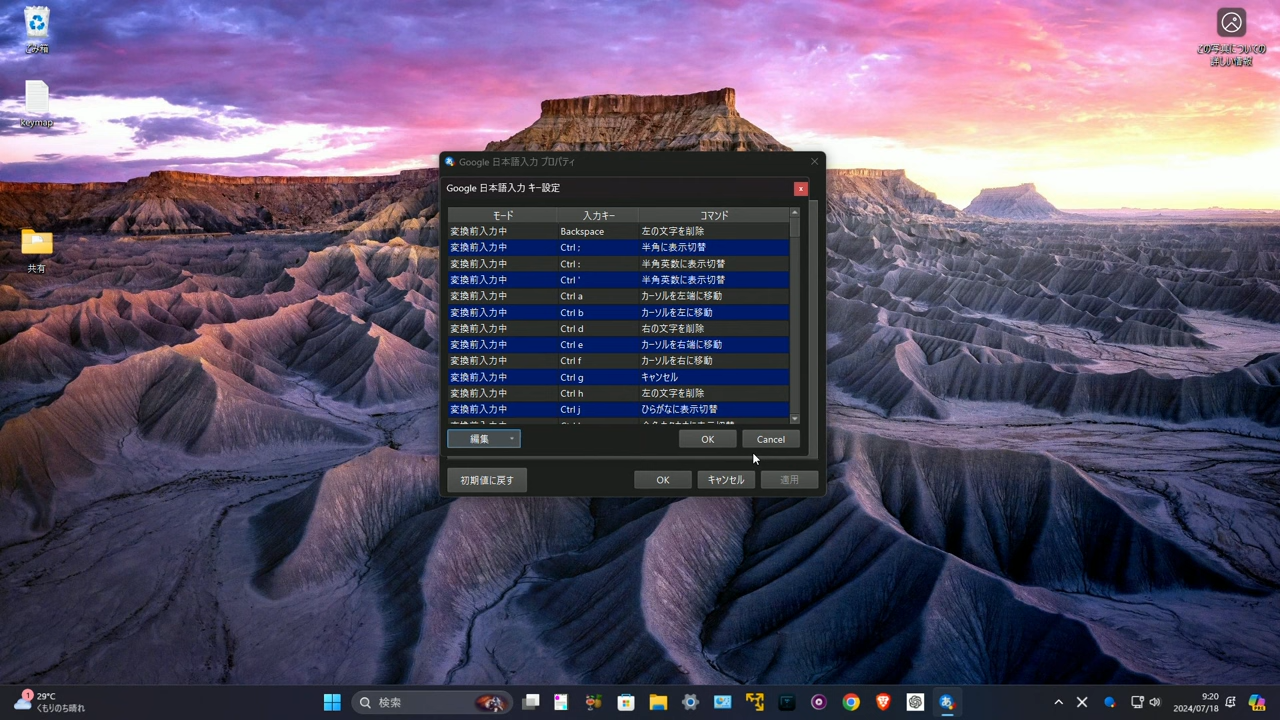 ごみ箱
keymap
共有
この写真についての
詳しい情報
Google 日本語入力 プロパティ
Google 日本語入力 キー設定
モード 入力キー コマンド
変換前入力中 Backspace 左の文字を削除
変換前入力中 Ctrl ; 半角に表示切替
変換前入力中 Ctrl : 半角英数に表示切替
変換前入力中 Ctrl ' 半角英数に表示切替
変換前入力中 Ctrl a カーソルを左端に移動
変換前入力中 Ctrl b カーソルを左に移動
変換前入力中 Ctrl d 右の文字を削除
変換前入力中 Ctrl e カーソルを右端に移動
変換前入力中 Ctrl f カーソルを右に移動
変換前入力中 Ctrl g キャンセル
変換前入力中 Ctrl h 左の文字を削除
変換前入力中 Ctrl j ひらがなに表示切替
編集 OK Cancel
初期値に戻す OK キャンセル 適用
1 29°C
くもりのち晴れ
検索
あ
9:20
2024/07/18